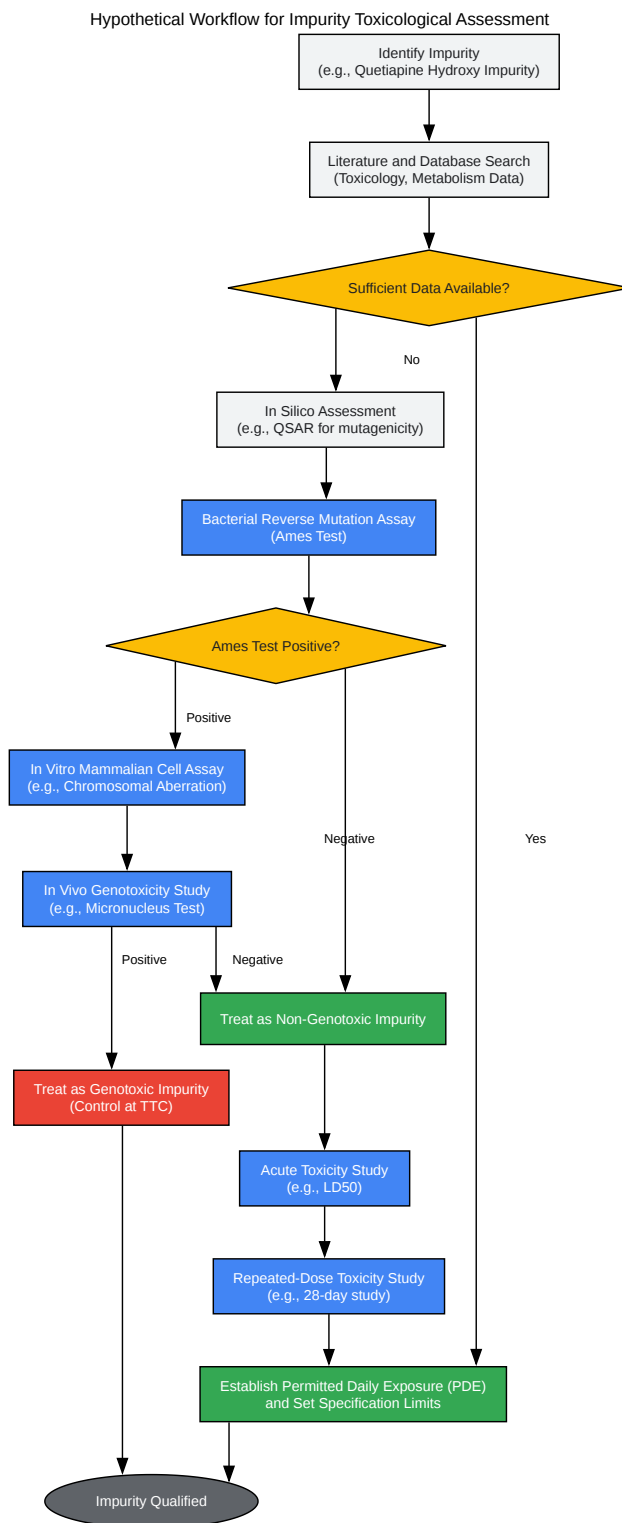 Hypothetical Workflow for Impurity Toxicological Assessment
Identify Impurity
(e.g., Quetiapine Hydroxy Impurity)
Literature and Database Search
(Toxicology, Metabolism Data)
Sufficient Data Available?
No
In Silico Assessment
(e.g., QSAR for mutagenicity)
Bacterial Reverse Mutation Assay
(Ames Test)
Ames Test Positive?
Positive
In Vitro Mammalian Cell Assay
(e.g., Chromosomal Aberration)
Negative
Yes
In Vivo Genotoxicity Study
(e.g., Micronucleus Test)
Positive
Negative
Treat as Non-Genotoxic Impurity
Treat as Genotoxic Impurity
(Control at TTC)
Acute Toxicity Study
(e.g., LD50)
Repeated-Dose Toxicity Study
(e.g., 28-day study)
Establish Permitted Daily Exposure (PDE)
and Set Specification Limits
Impurity Qualified